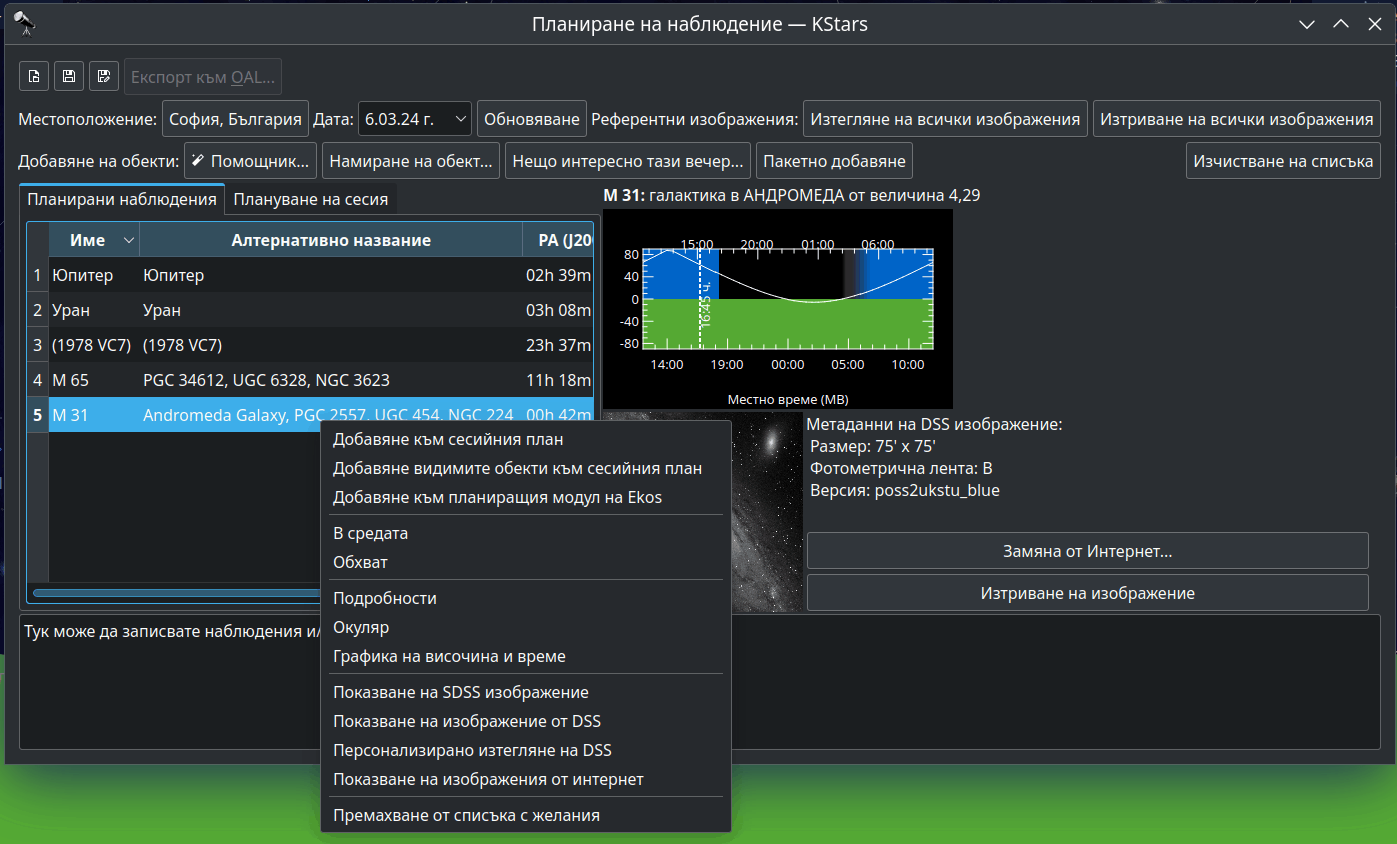 Планиране на наблюдение — KStars
Експорт към OAL...
Местоположение: София, България Дата: 6.03.24 г. Обновяване Референтни изображения: Изтегляне на всички изображения Изтриване на всички изображения
Добавяне на обекти: Помощник... Намиране на обект... Нещо интересно тази вечер... Пакетно добавяне Изчистване на списъка
Планирани наблюдения Плануване на сесия
Име Алтернативно название РА (J200
1 Юпитер Юпитер 02h 39m
2 Уран Уран 03h 08m
3 (1978 VC7) (1978 VC7) 23h 37m
4 M 65 PGC 34612, UGC 6328, NGC 3623 11h 18m
5 M 31 Andromeda Galaxy, PGC 2557, UGC 454, NGC 224 00h 42m
M 31: галактика в АНДРОМЕДА от величина 4,29
15:00 20:00 01:00 06:00
80
40
0
-40
-80
16:45 ч.
14:00 19:00 00:00 05:00 10:00
Местно време (МВ)
Метаданни на DSS изображение:
Размер: 75' x 75'
Фотометрична лента: B
Версия: poss2ukstu_blue
Замяна от Интернет...
Изтриване на изображение
Тук може да записвате наблюдения и/
Добавяне към сесийния план
Добавяне видимите обекти към сесийния план
Добавяне към планиращия модул на Ekos
В средата
Обхват
Подробности
Окуляр
Графика на височина и време
Показване на SDSS изображение
Показване на изображение от DSS
Персонализирано изтегляне на DSS
Показване на изображения от интернет
Премахване от списъка с желания